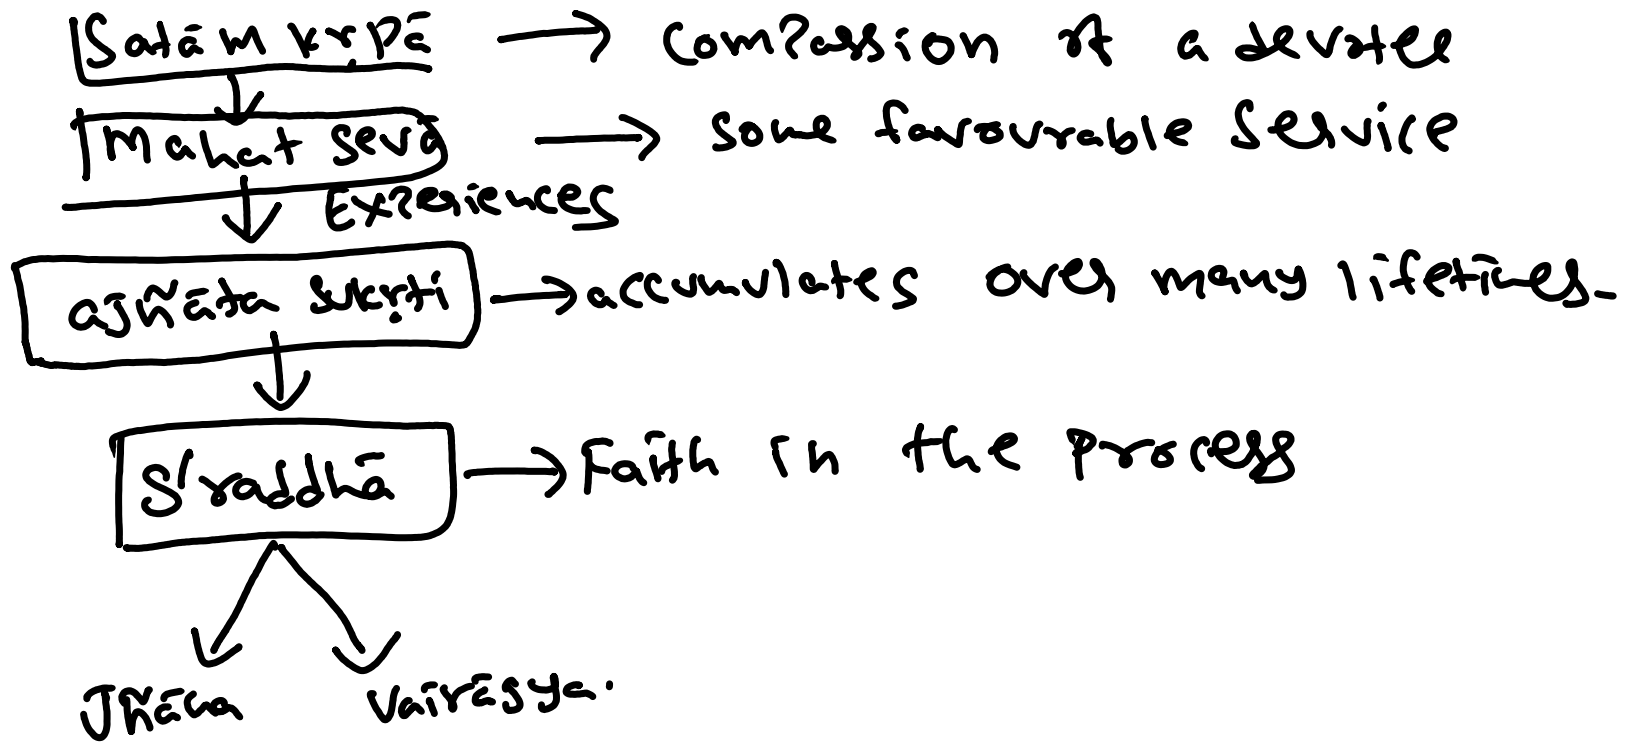 Satām kṛpā → compassion of a devotee
Mahat sevā → some favourable service
Experiences
ajñāta sukṛti → accumulates over many lifetimes.
Śraddhā → Faith in the process
Jñāna Vairāgya.